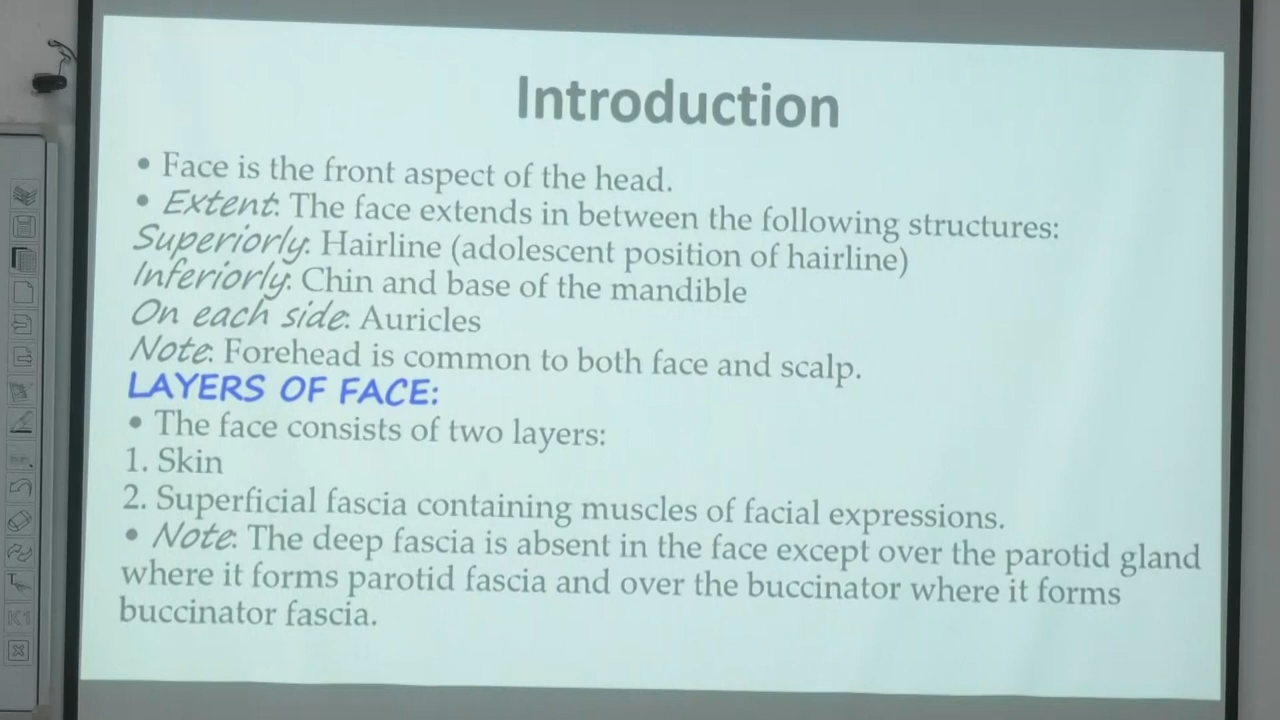 Introduction
• Face is the front aspect of the head.
• Extent: The face extends in between the following structures:
Superiorly: Hairline (adolescent position of hairline)
Inferiorly: Chin and base of the mandible
On each side: Auricles
Note: Forehead is common to both face and scalp.
LAYERS OF FACE:
• The face consists of two layers:
1. Skin
2. Superficial fascia containing muscles of facial expressions.
• Note: The deep fascia is absent in the face except over the parotid gland
where it forms parotid fascia and over the buccinator where it forms
buccinator fascia.
K1